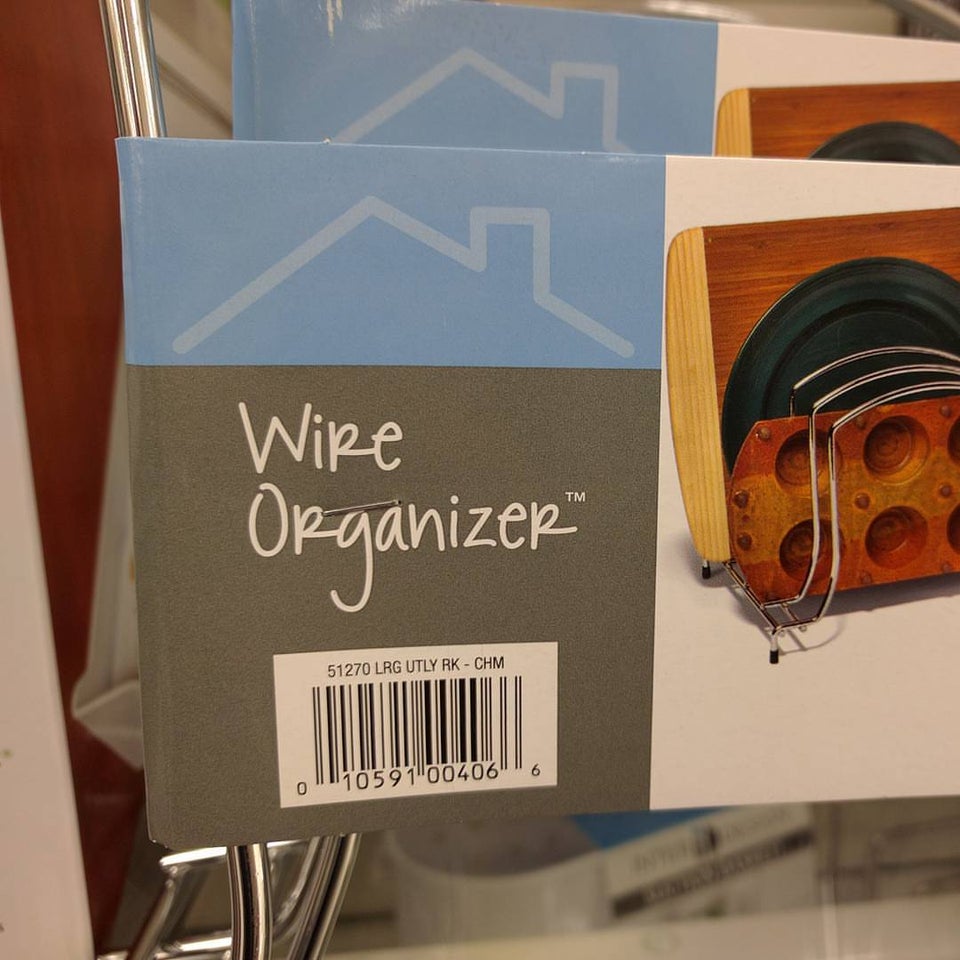 Wire
Organizer™
51270 LRG UTLY RK - CHM
0 10591 00406 6